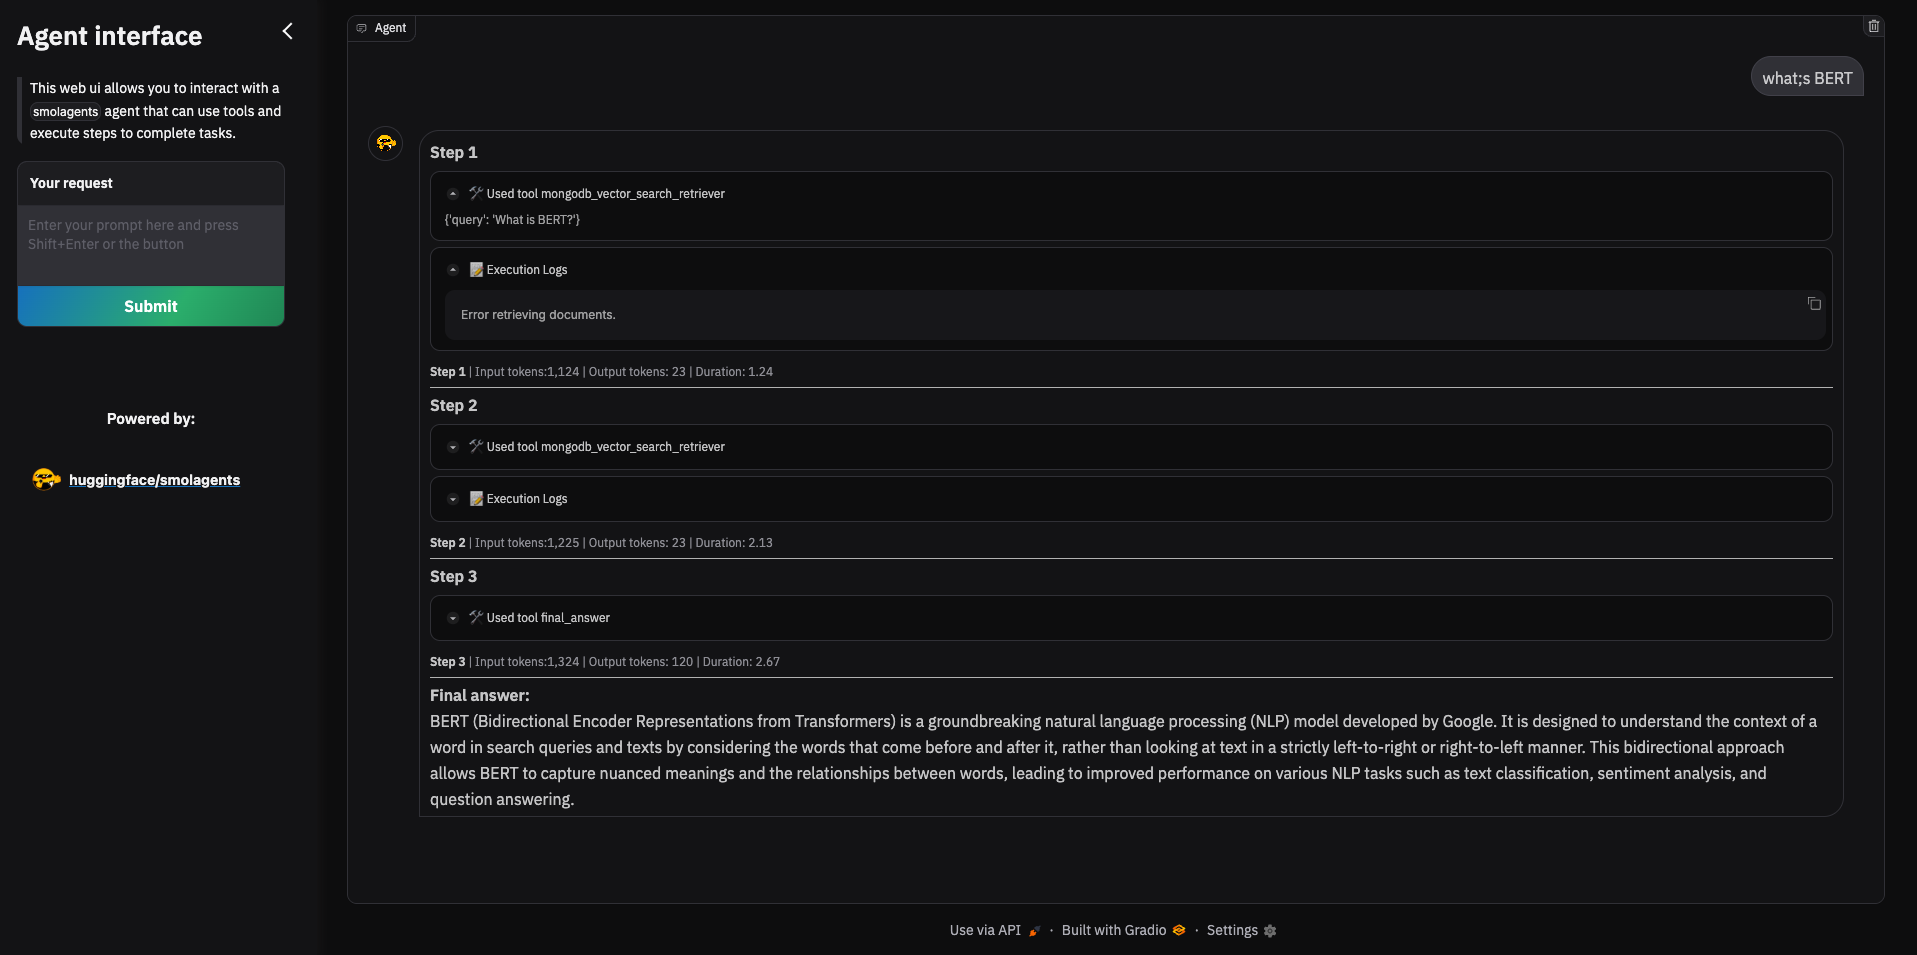 Agent interface
This web ui allows you to interact with a
smolagents agent that can use tools and
execute steps to complete tasks.
Your request
Enter your prompt here and press
Shift+Enter or the button
Submit
Powered by:
huggingface/smolagents
Agent
what;s BERT
Step 1
Used tool mongodb_vector_search_retriever
{'query': 'What is BERT?'}
Execution Logs
Error retrieving documents.
Step 1 | Input tokens:1,124 | Output tokens: 23 | Duration: 1.24
Step 2
Used tool mongodb_vector_search_retriever
Execution Logs
Step 2 | Input tokens:1,225 | Output tokens: 23 | Duration: 2.13
Step 3
Used tool final_answer
Step 3 | Input tokens:1,324 | Output tokens: 120 | Duration: 2.67
Final answer:
BERT (Bidirectional Encoder Representations from Transformers) is a groundbreaking natural language processing (NLP) model developed by Google. It is designed to understand the context of a
word in search queries and texts by considering the words that come before and after it, rather than looking at text in a strictly left-to-right or right-to-left manner. This bidirectional approach
allows BERT to capture nuanced meanings and the relationships between words, leading to improved performance on various NLP tasks such as text classification, sentiment analysis, and
question answering.
Use via API · Built with Gradio · Settings